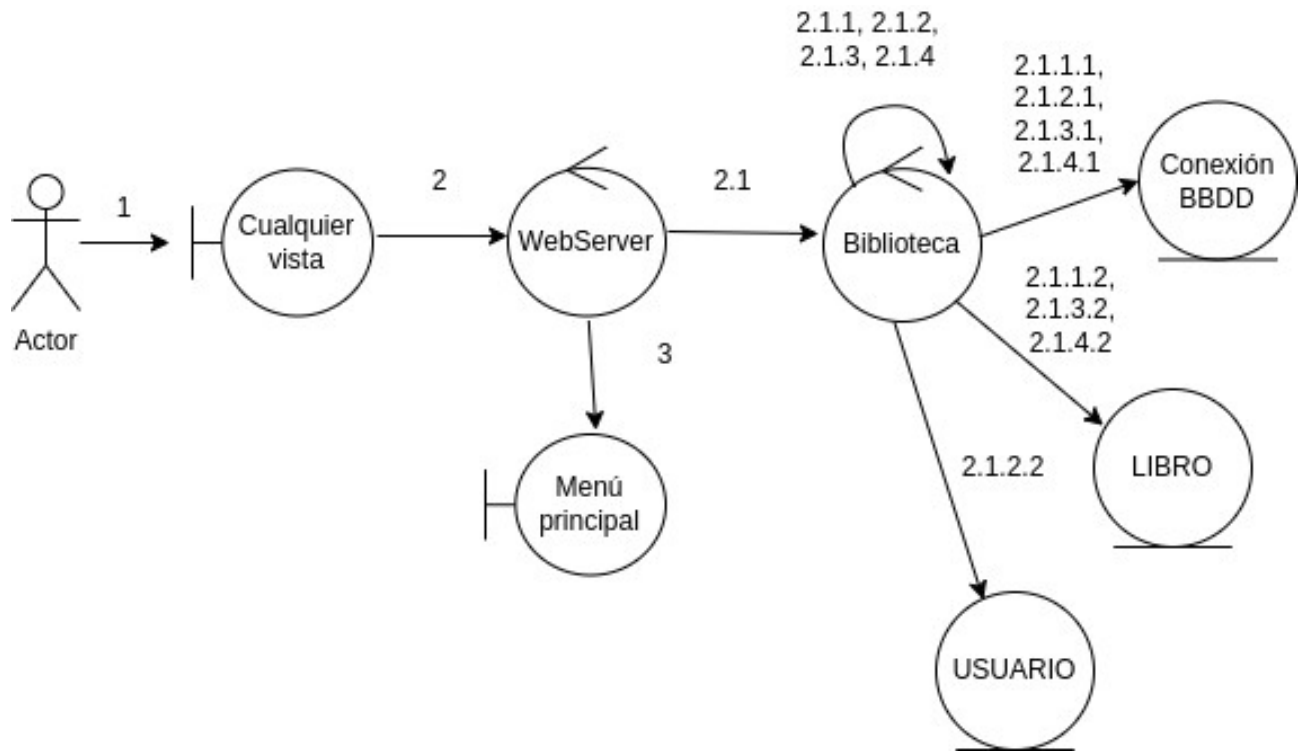 2.1.1, 2.1.2,
2.1.3, 2.1.4
2.1.1.1,
2.1.2.1,
2.1.3.1,
2.1.4.1
Conexión
BBDD
1
2
2.1
Cualquier
vista
WebServer
Biblioteca
Actor
3
2.1.1.2,
2.1.3.2,
2.1.4.2
Menú
principal
2.1.2.2
LIBRO
USUARIO